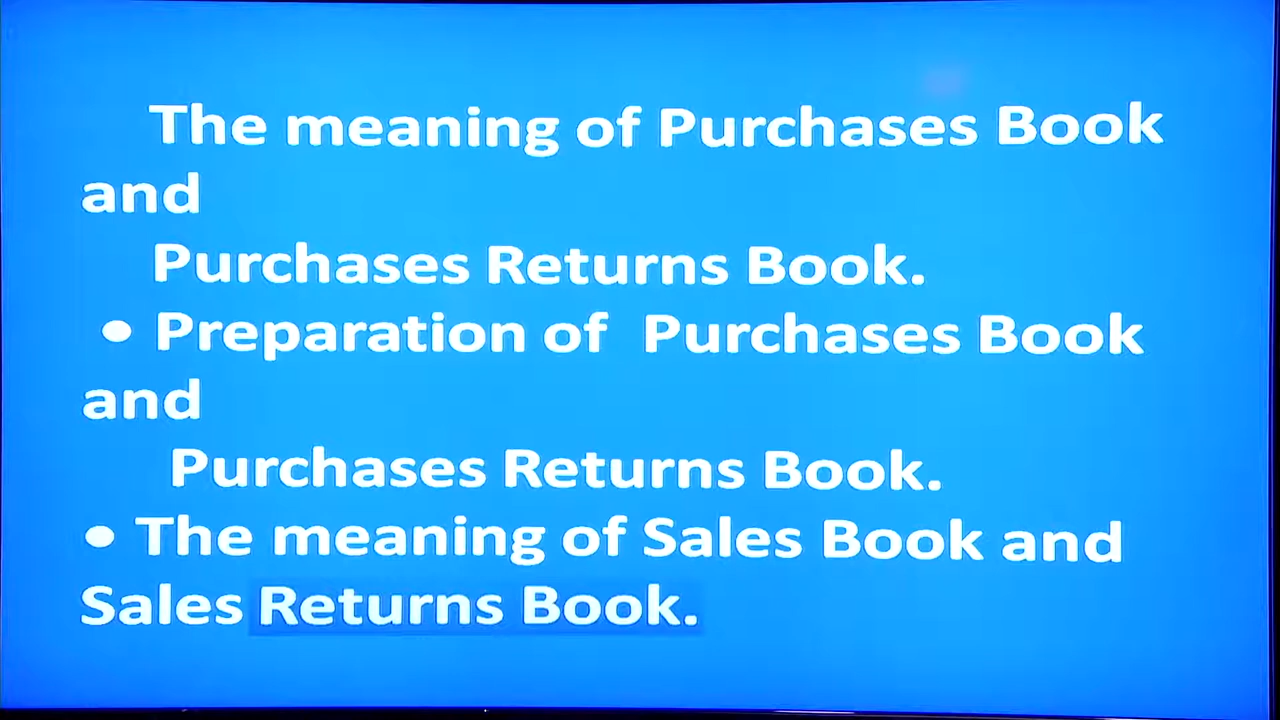 The meaning of Purchases Book
and
Purchases Returns Book.
• Preparation of Purchases Book
and
Purchases Returns Book.
• The meaning of Sales Book and
Sales Returns Book.